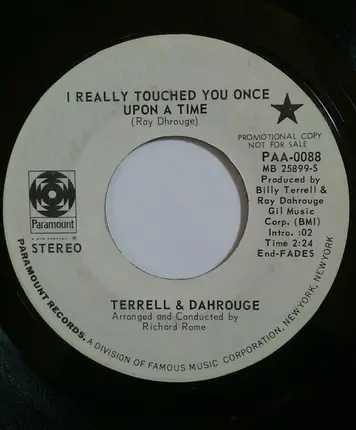 I REALLY TOUCHED YOU ONCE
UPON A TIME
(Ray Dhrouge)
PROMOTIONAL COPY
NOT FOR SALE
PAA-0088
MB 25899-S
Produced by
Billy Terrell &
Ray Dahrouge
Gil Music
Corp. (BMI)
Intro. :02
Time 2:24
End-FADES
Paramount
STEREO
TERRELL & DAHROUGE
Arranged and Conducted by
Richard Rome
PARAMOUNT RECORDS, A DIVISION OF FAMOUS MUSIC CORPORATION, NEW YORK, NEW YORK